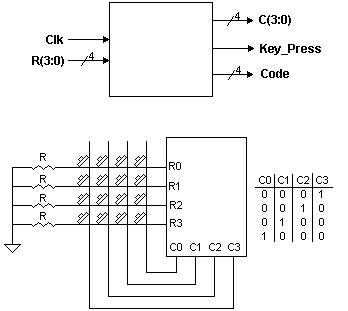 Clk
R(3:0)
4
4
C(3:0)
Key_Press
4
Code
R
R
R
R
R0
R1
R2
R3
C0 C1 C2 C3
C0 C1 C2 C3
0 0 0 1
0 0 1 0
0 1 0 0
1 0 0 0